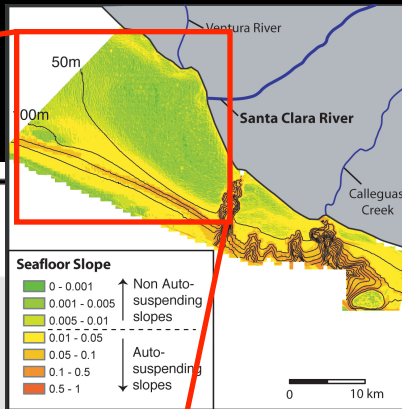 Ventura River
50m
Santa Clara River
00m
Calleguas
Creek
Seafloor Slope
0 - 0.001
0.001 - 0.005
0.005 - 0.01
0.01 - 0.05
0.05 - 0.1
0.1 - 0.5
0.5 - 1
Non Auto-
suspending
slopes
Auto-
suspending
slopes
0 10 km